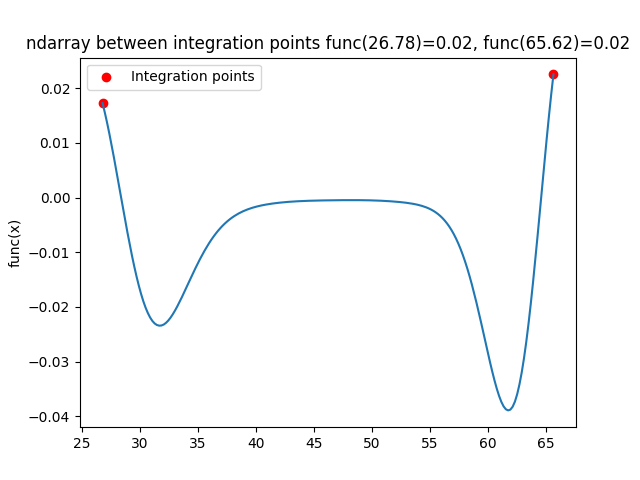 ndarray between integration points func(26.78)=0.02, func(65.62)=0.02
Integration points
func(x)
0.02
0.01
0.00
−0.01
−0.02
−0.03
−0.04
25 30 35 40 45 50 55 60 65